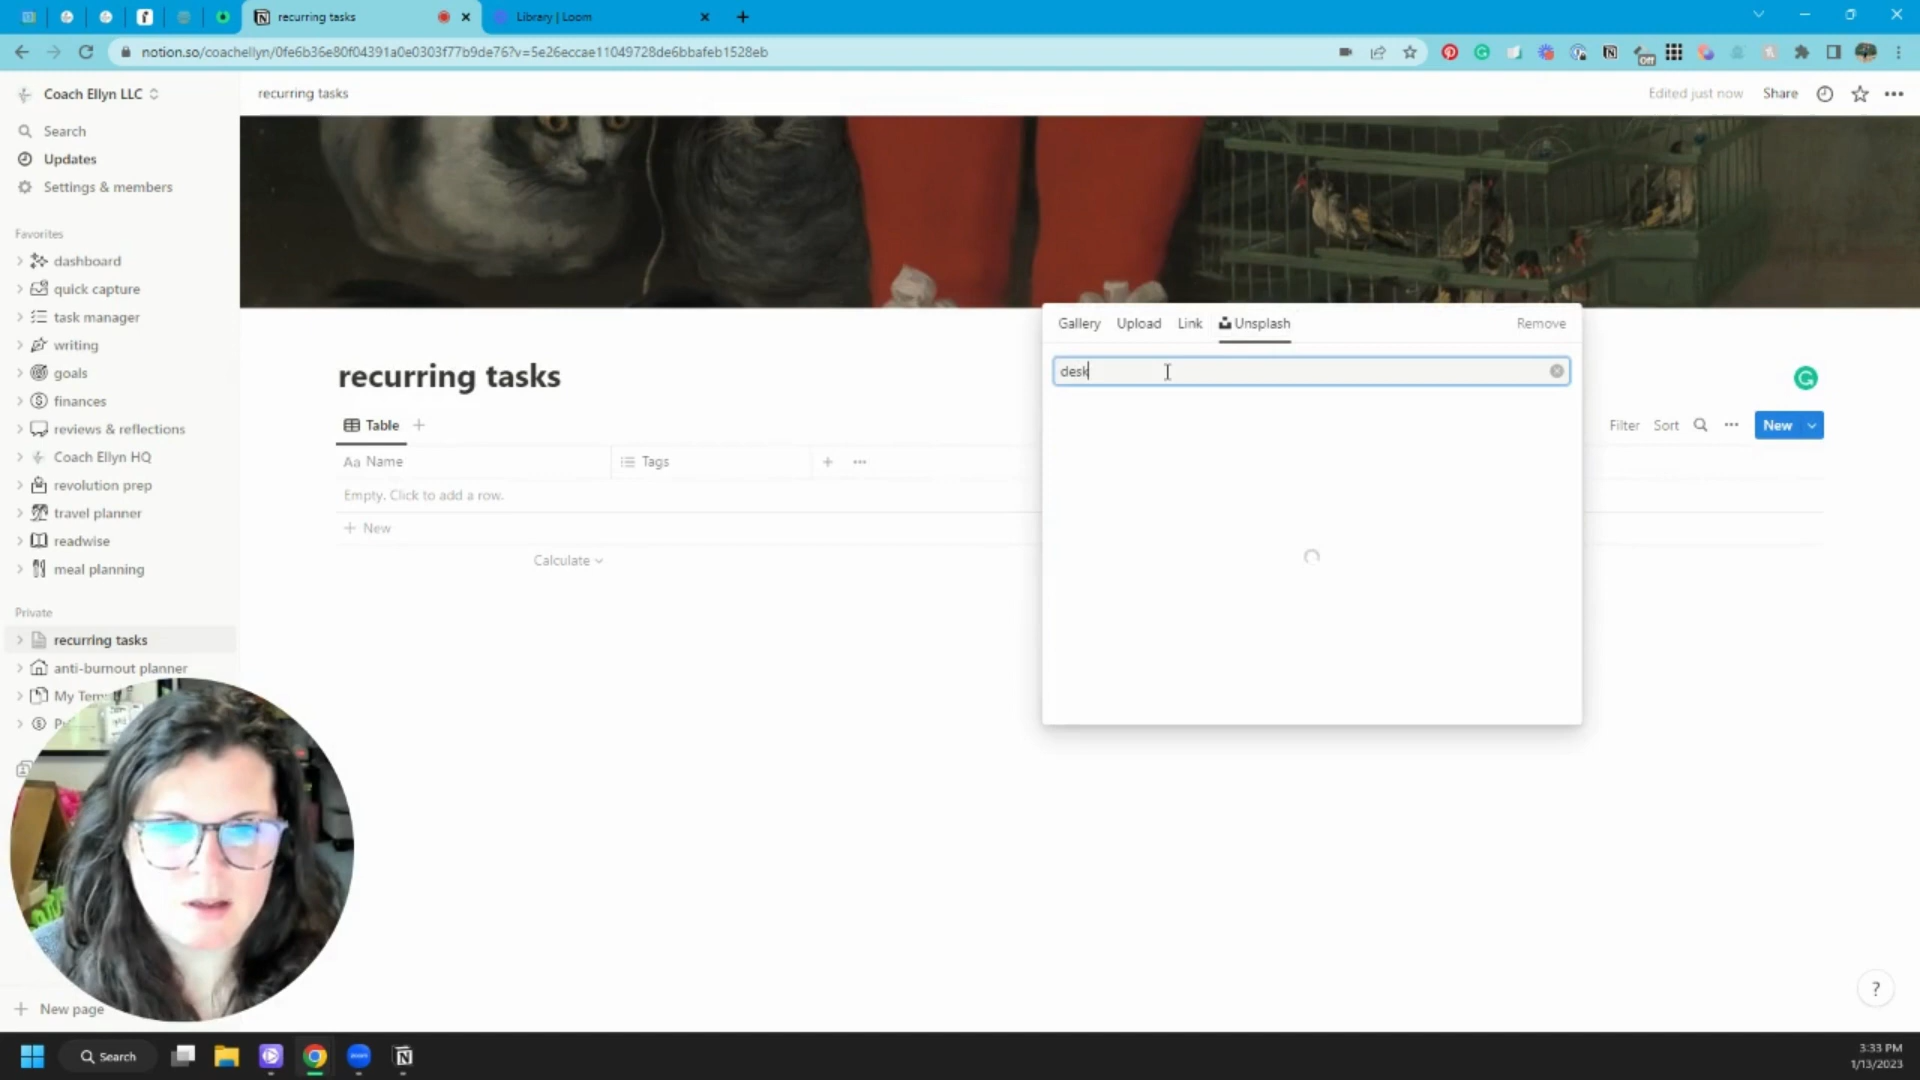 recurring tasks
Library | Loom
notion.so/coachellyn/0fe6b36e80f04391a0e0303f77b9de76?v=5e26eccae11049728de6bbafeb1528eb
Off
Coach Ellyn LLC
recurring tasks
Edited just now
Share
Search
Updates
Settings & members
Favorites
dashboard
quick capture
task manager
writing
goals
finances
reviews & reflections
Coach Ellyn HQ
revolution prep
travel planner
readwise
meal planning
Private
recurring tasks
anti-burnout planner
My
New page
recurring tasks
Table
Filter
Sort
New
Aa Name
Tags
Empty. Click to add a row.
New
Calculate
Gallery
Upload
Link
Unsplash
Remove
desk
?
Search
3:33 PM
1/13/2023